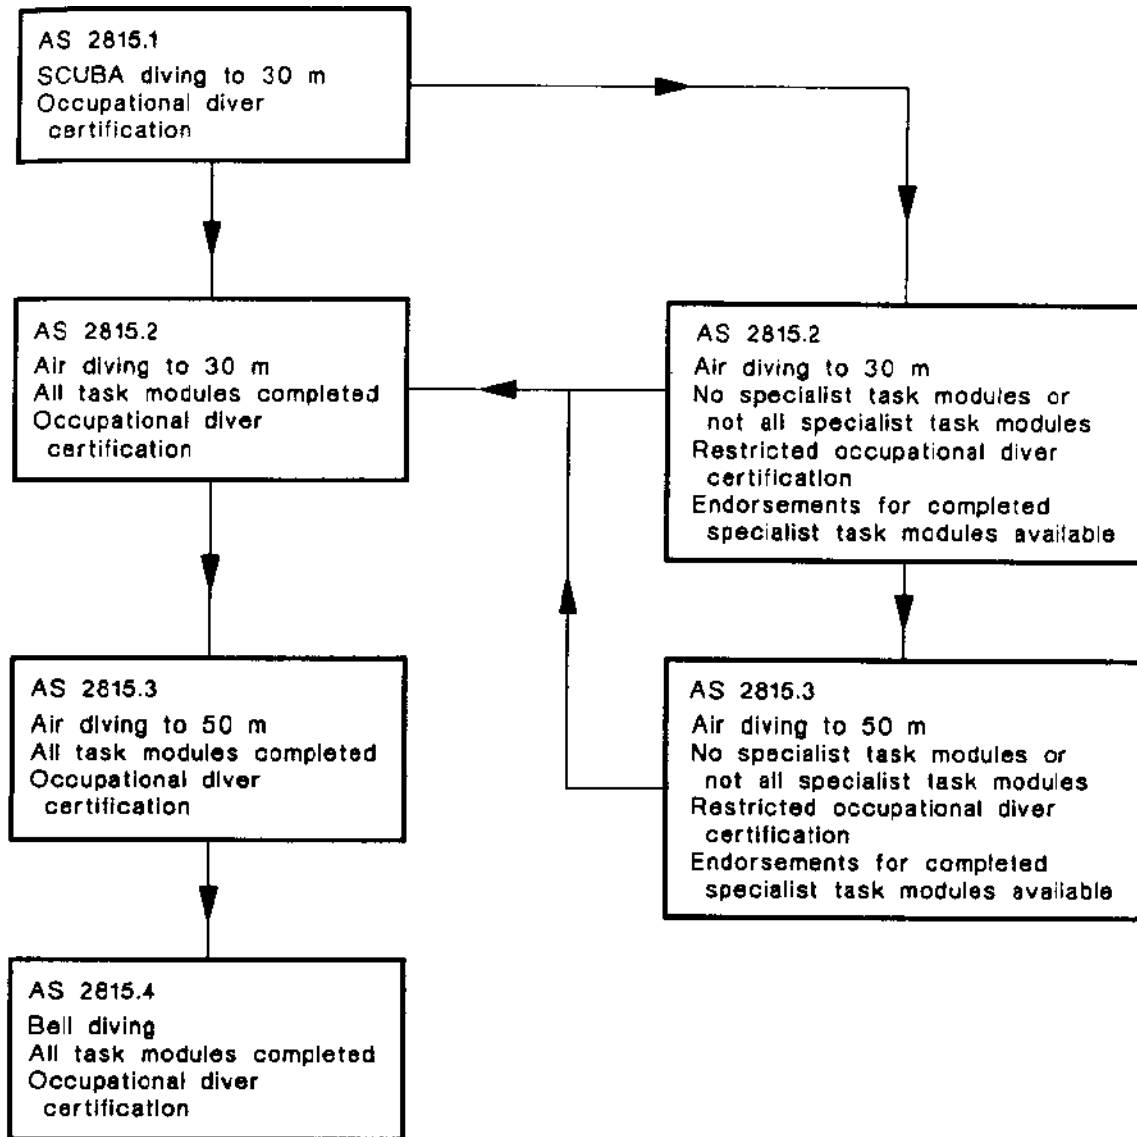 AS 2815.1
SCUBA diving to 30 m
Occupational diver
certification
AS 2815.2
Air diving to 30 m
All task modules completed
Occupational diver
certification
AS 2815.2
Air diving to 30 m
No specialist task modules or
not all specialist task modules
Restricted occupational diver
certification
Endorsements for completed
specialist task modules available
AS 2815.3
Air diving to 50 m
All task modules completed
Occupational diver
certification
AS 2815.3
Air diving to 50 m
No specialist task modules or
not all specialist task modules
Restricted occupational diver
certification
Endorsements for completed
specialist task modules available
AS 2815.4
Bell diving
All task modules completed
Occupational diver
certification